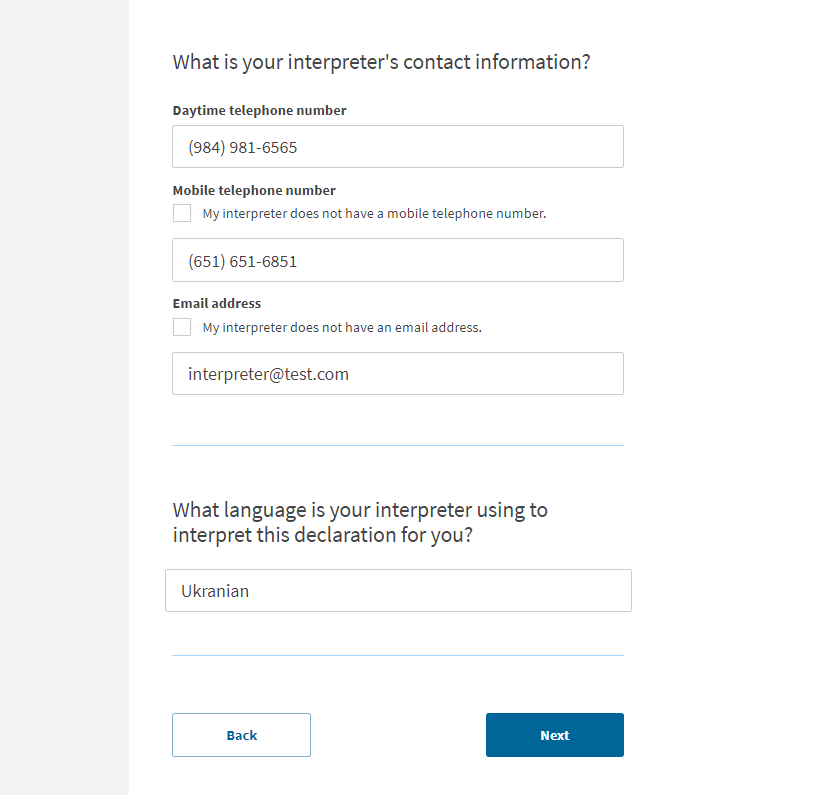 What is your interpreter's contact information?
Daytime telephone number
(984) 981-6565
Mobile telephone number
My interpreter does not have a mobile telephone number.
(651) 651-6851
Email address
My interpreter does not have an email address.
interpreter@test.com
What language is your interpreter using to
interpret this declaration for you?
Ukranian
Back
Next